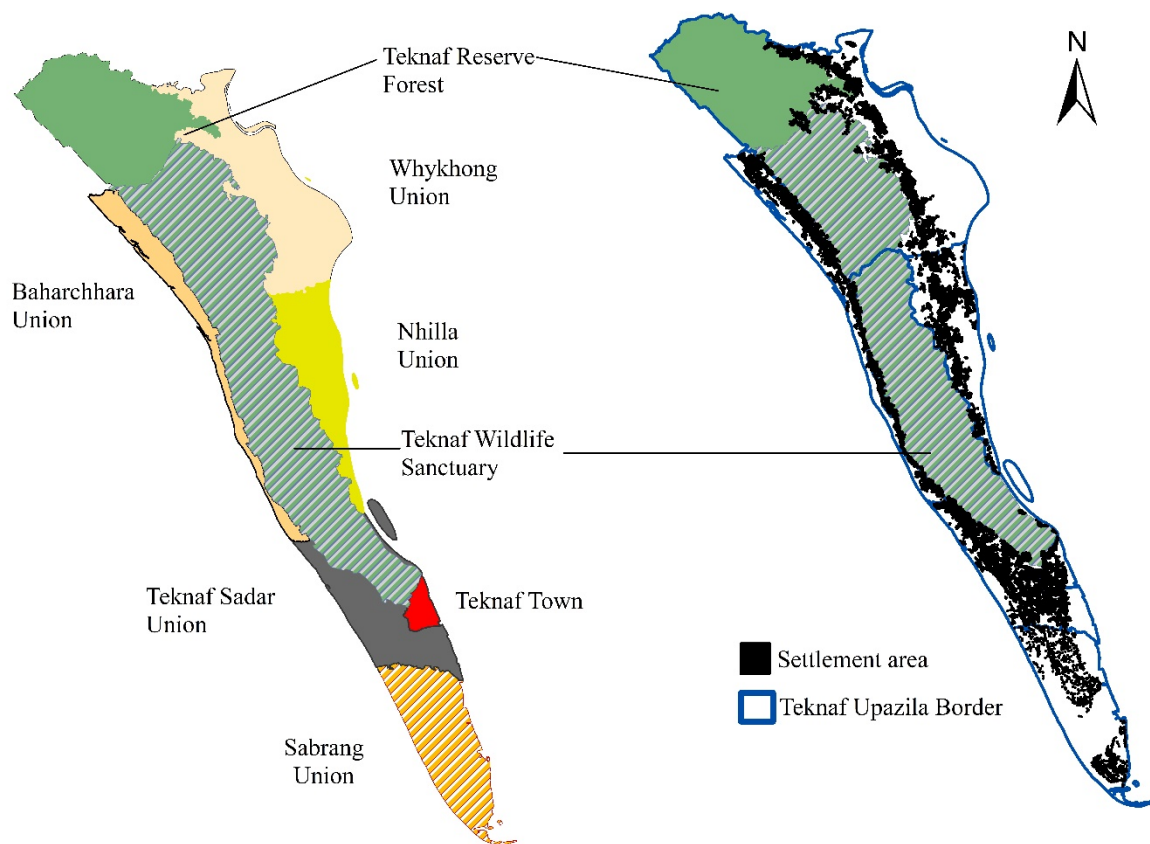 Teknaf Reserve
Forest
N
Whykhong
Union
Baharchhara
Union
Nhilla
Union
Teknaf Wildlife
Sanctuary
Teknaf Sadar
Union
Teknaf Town
Settlement area
Teknaf Upazila Border
Sabrang
Union